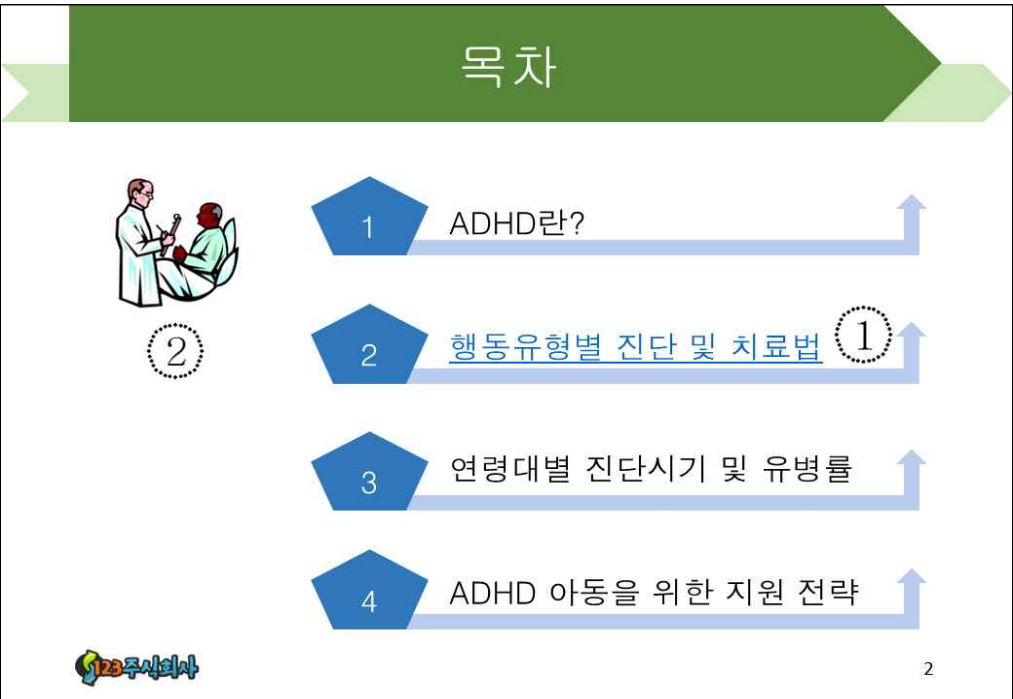 목차
1 ADHD란?
2 행동유형별 진단 및 치료법 ①
②
3 연령대별 진단시기 및 유병률
4 ADHD 아동을 위한 지원 전략
123주식회사
2